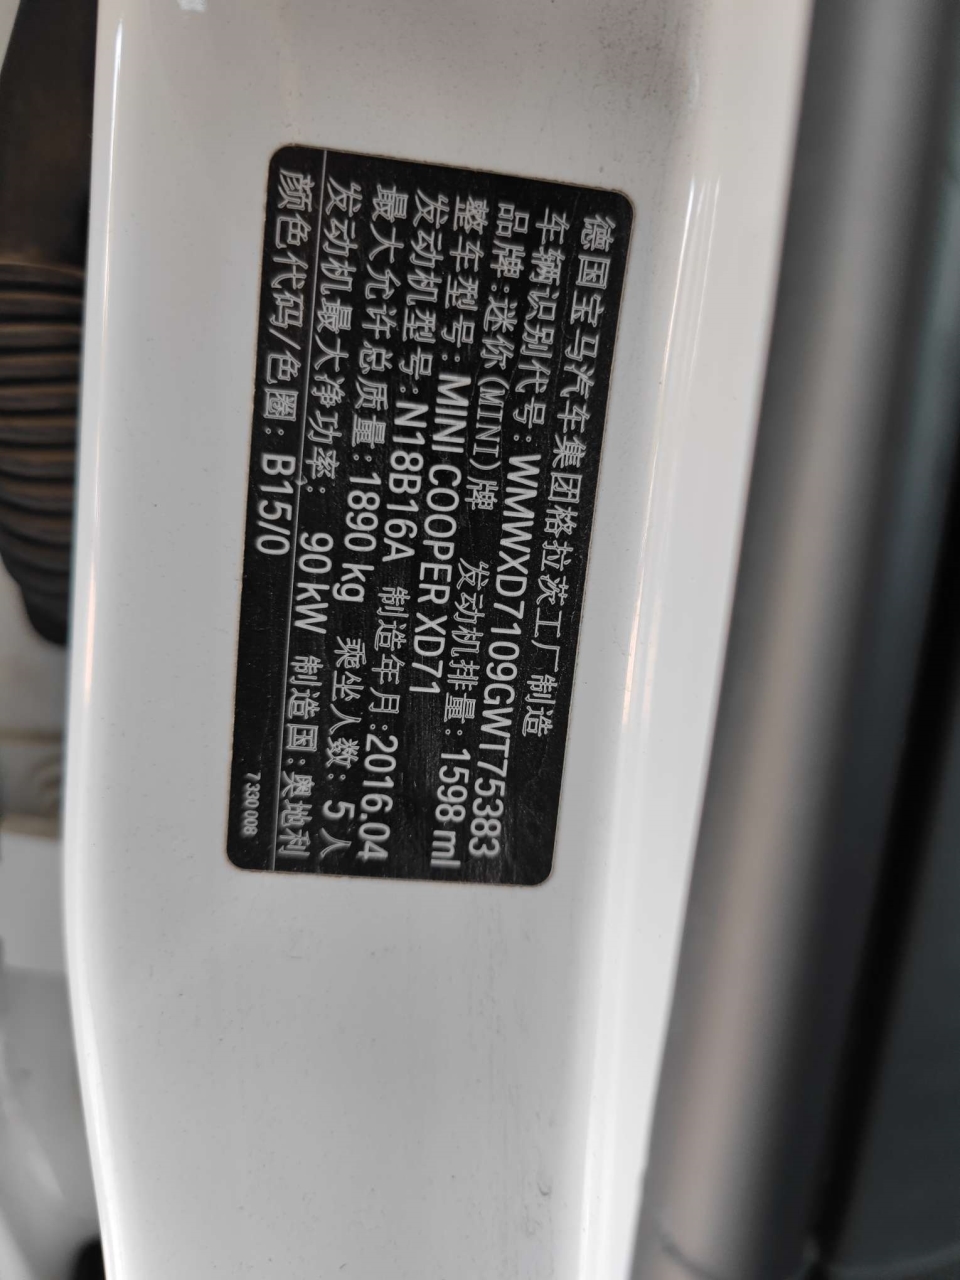 德国宝马汽车集团格拉茨工厂制造
车辆识别代号:WMWXD7109GWT75383
品牌:迷你(MINI)牌 发动机排量:1598 ml
整车型号:MINI COOPER XD71
发动机型号:N18B16A 制造年月:2016.04
最大允许总质量:1890 kg 乘坐人数:5人
发动机最大净功率: 90 kW 制造国:奥地利
颜色代码/色圈:B15/0
7 330 008